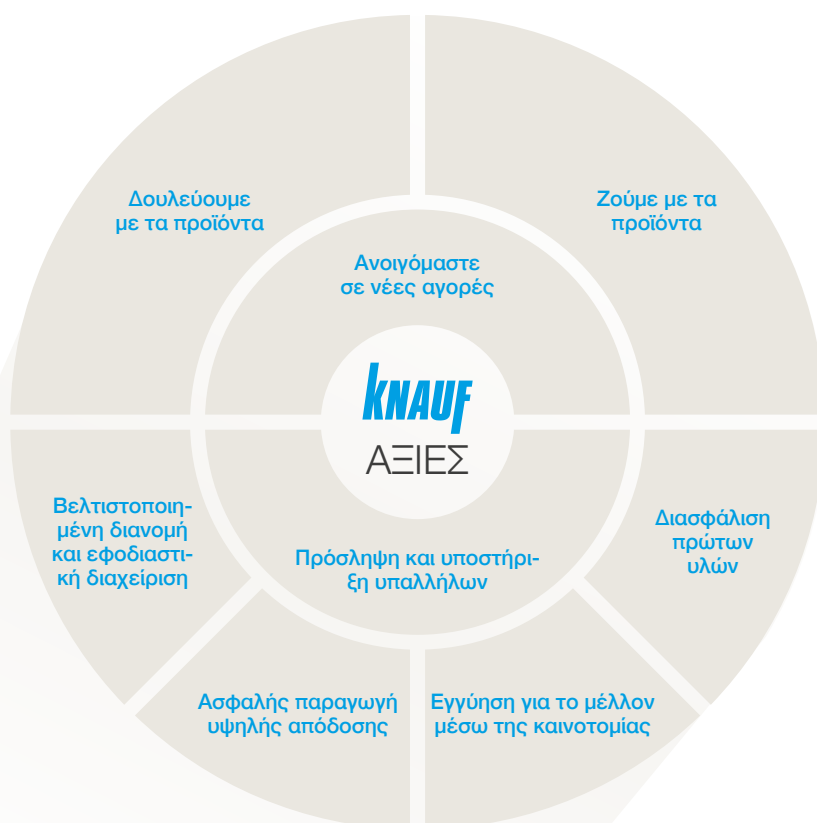 Δουλεύουμε
με τα προϊόντα
Ζούμε με τα
προϊόντα
Ανοιγόμαστε
σε νέες αγορές
KNAUF
ΑΞΙΕΣ
Βελτιστοποιη-
μένη διανομή
και εφοδιαστι-
κή διαχείριση
Διασφάλιση
πρώτων
υλών
Πρόσληψη και υποστήρι-
ξη υπαλλήλων
Ασφαλής παραγωγή
υψηλής απόδοσης
Εγγύηση για το μέλλον
μέσω της καινοτομίας